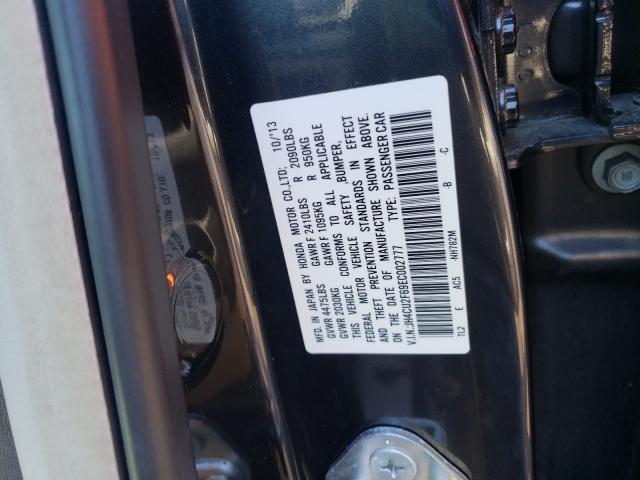 MFD. IN JAPAN BY HONDA MOTOR CO.,LTD: 10/'13
GVWR 4475LBS GAWR F 2410LBS R 2090LBS
GVWR 2030KG GAWR F 1095KG R 950KG
THIS VEHICLE CONFORMS TO ALL APPLICABLE
FEDERAL MOTOR VEHICLE SAFETY ,BUMPER,
AND THEFT PREVENTION STANDARDS IN EFFECT
ON THE DATE OF MANUFACTURE SHOWN ABOVE.
V.I.N.:JH4CU2F69EC002777 TYPE: PASSENGER CAR
TL2 E AC5 -NH782M -B -C